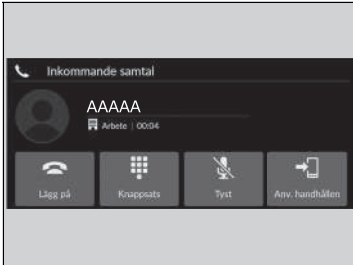 Inkommande samtal
AAAAA
Arbete | 00:04
Lägg på Knappsats Tyst Anv. handhållen